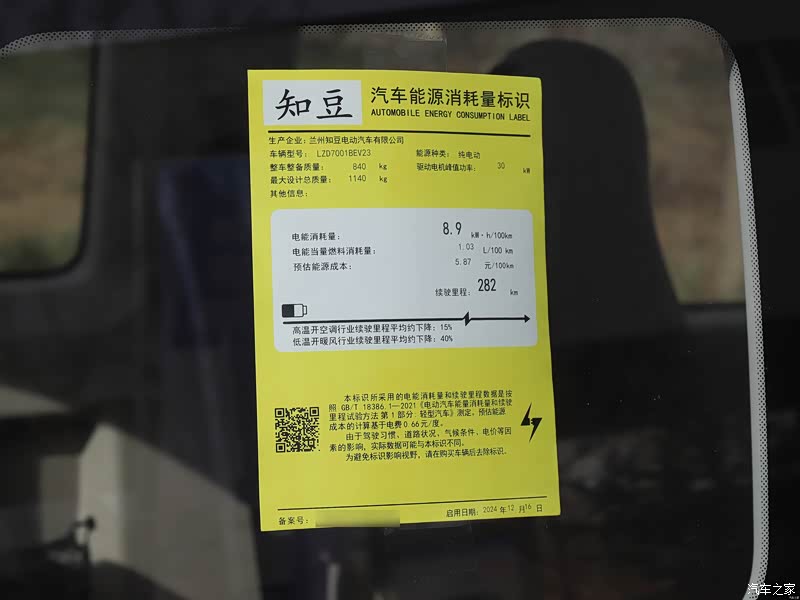 知豆 汽车能源消耗量标识
AUTOMOBILE ENERGY CONSUMPTION LABEL
生产企业：兰州知豆电动汽车有限公司
车辆型号： LZD7001BEV23 能源种类： 纯电动
整车整备质量： 840 kg 驱动电机峰值功率： 30 kW
最大设计总质量： 1140 kg
其他信息：
电能消耗量： 8.9 kW·h/100km
电能当量燃料消耗量： 1.03 L/100 km
预估能源成本： 5.87 元/100km
续驶里程： 282 km
高温开空调行业续驶里程平均约下降：15%
低温开暖风行业续驶里程平均约下降：40%
本标识所采用的电能消耗量和续驶里程数据是按
照 GB/T 18386.1—2021《电动汽车能量消耗量和续驶
里程试验方法 第1部分：轻型汽车》测定。预估能源
成本的计算基于电费0.66元/度。
由于驾驶习惯、道路状况、气候条件、电价等因
素的影响，实际数据可能与本标识不同。
为避免标识影响视野，请在购买车辆后去除标识。
备案号： 启用日期：2024 年12 月16 日
汽车之家